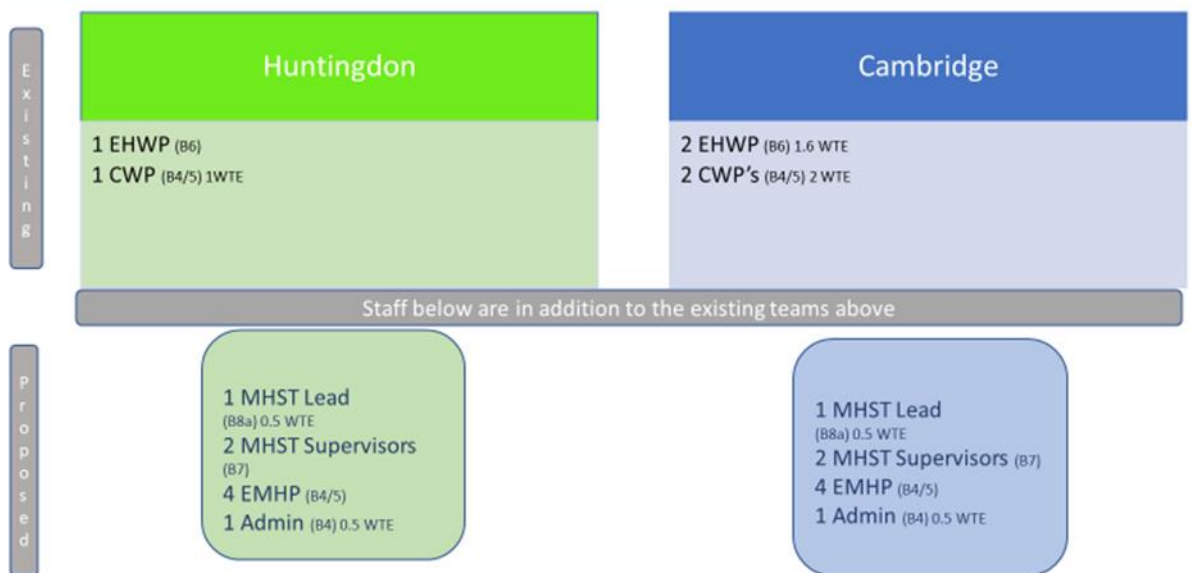 Existing
Huntingdon
1 EHWP (B6)
1 CWP (B4/5) 1WTE
Cambridge
2 EHWP (B6) 1.6 WTE
2 CWP's (B4/5) 2 WTE
Staff below are in addition to the existing teams above
Proposed
1 MHST Lead
(B8a) 0.5 WTE
2 MHST Supervisors
(B7)
4 EMHP (B4/5)
1 Admin (B4) 0.5 WTE
1 MHST Lead
(B8a) 0.5 WTE
2 MHST Supervisors (B7)
4 EMHP (B4/5)
1 Admin (B4) 0.5 WTE